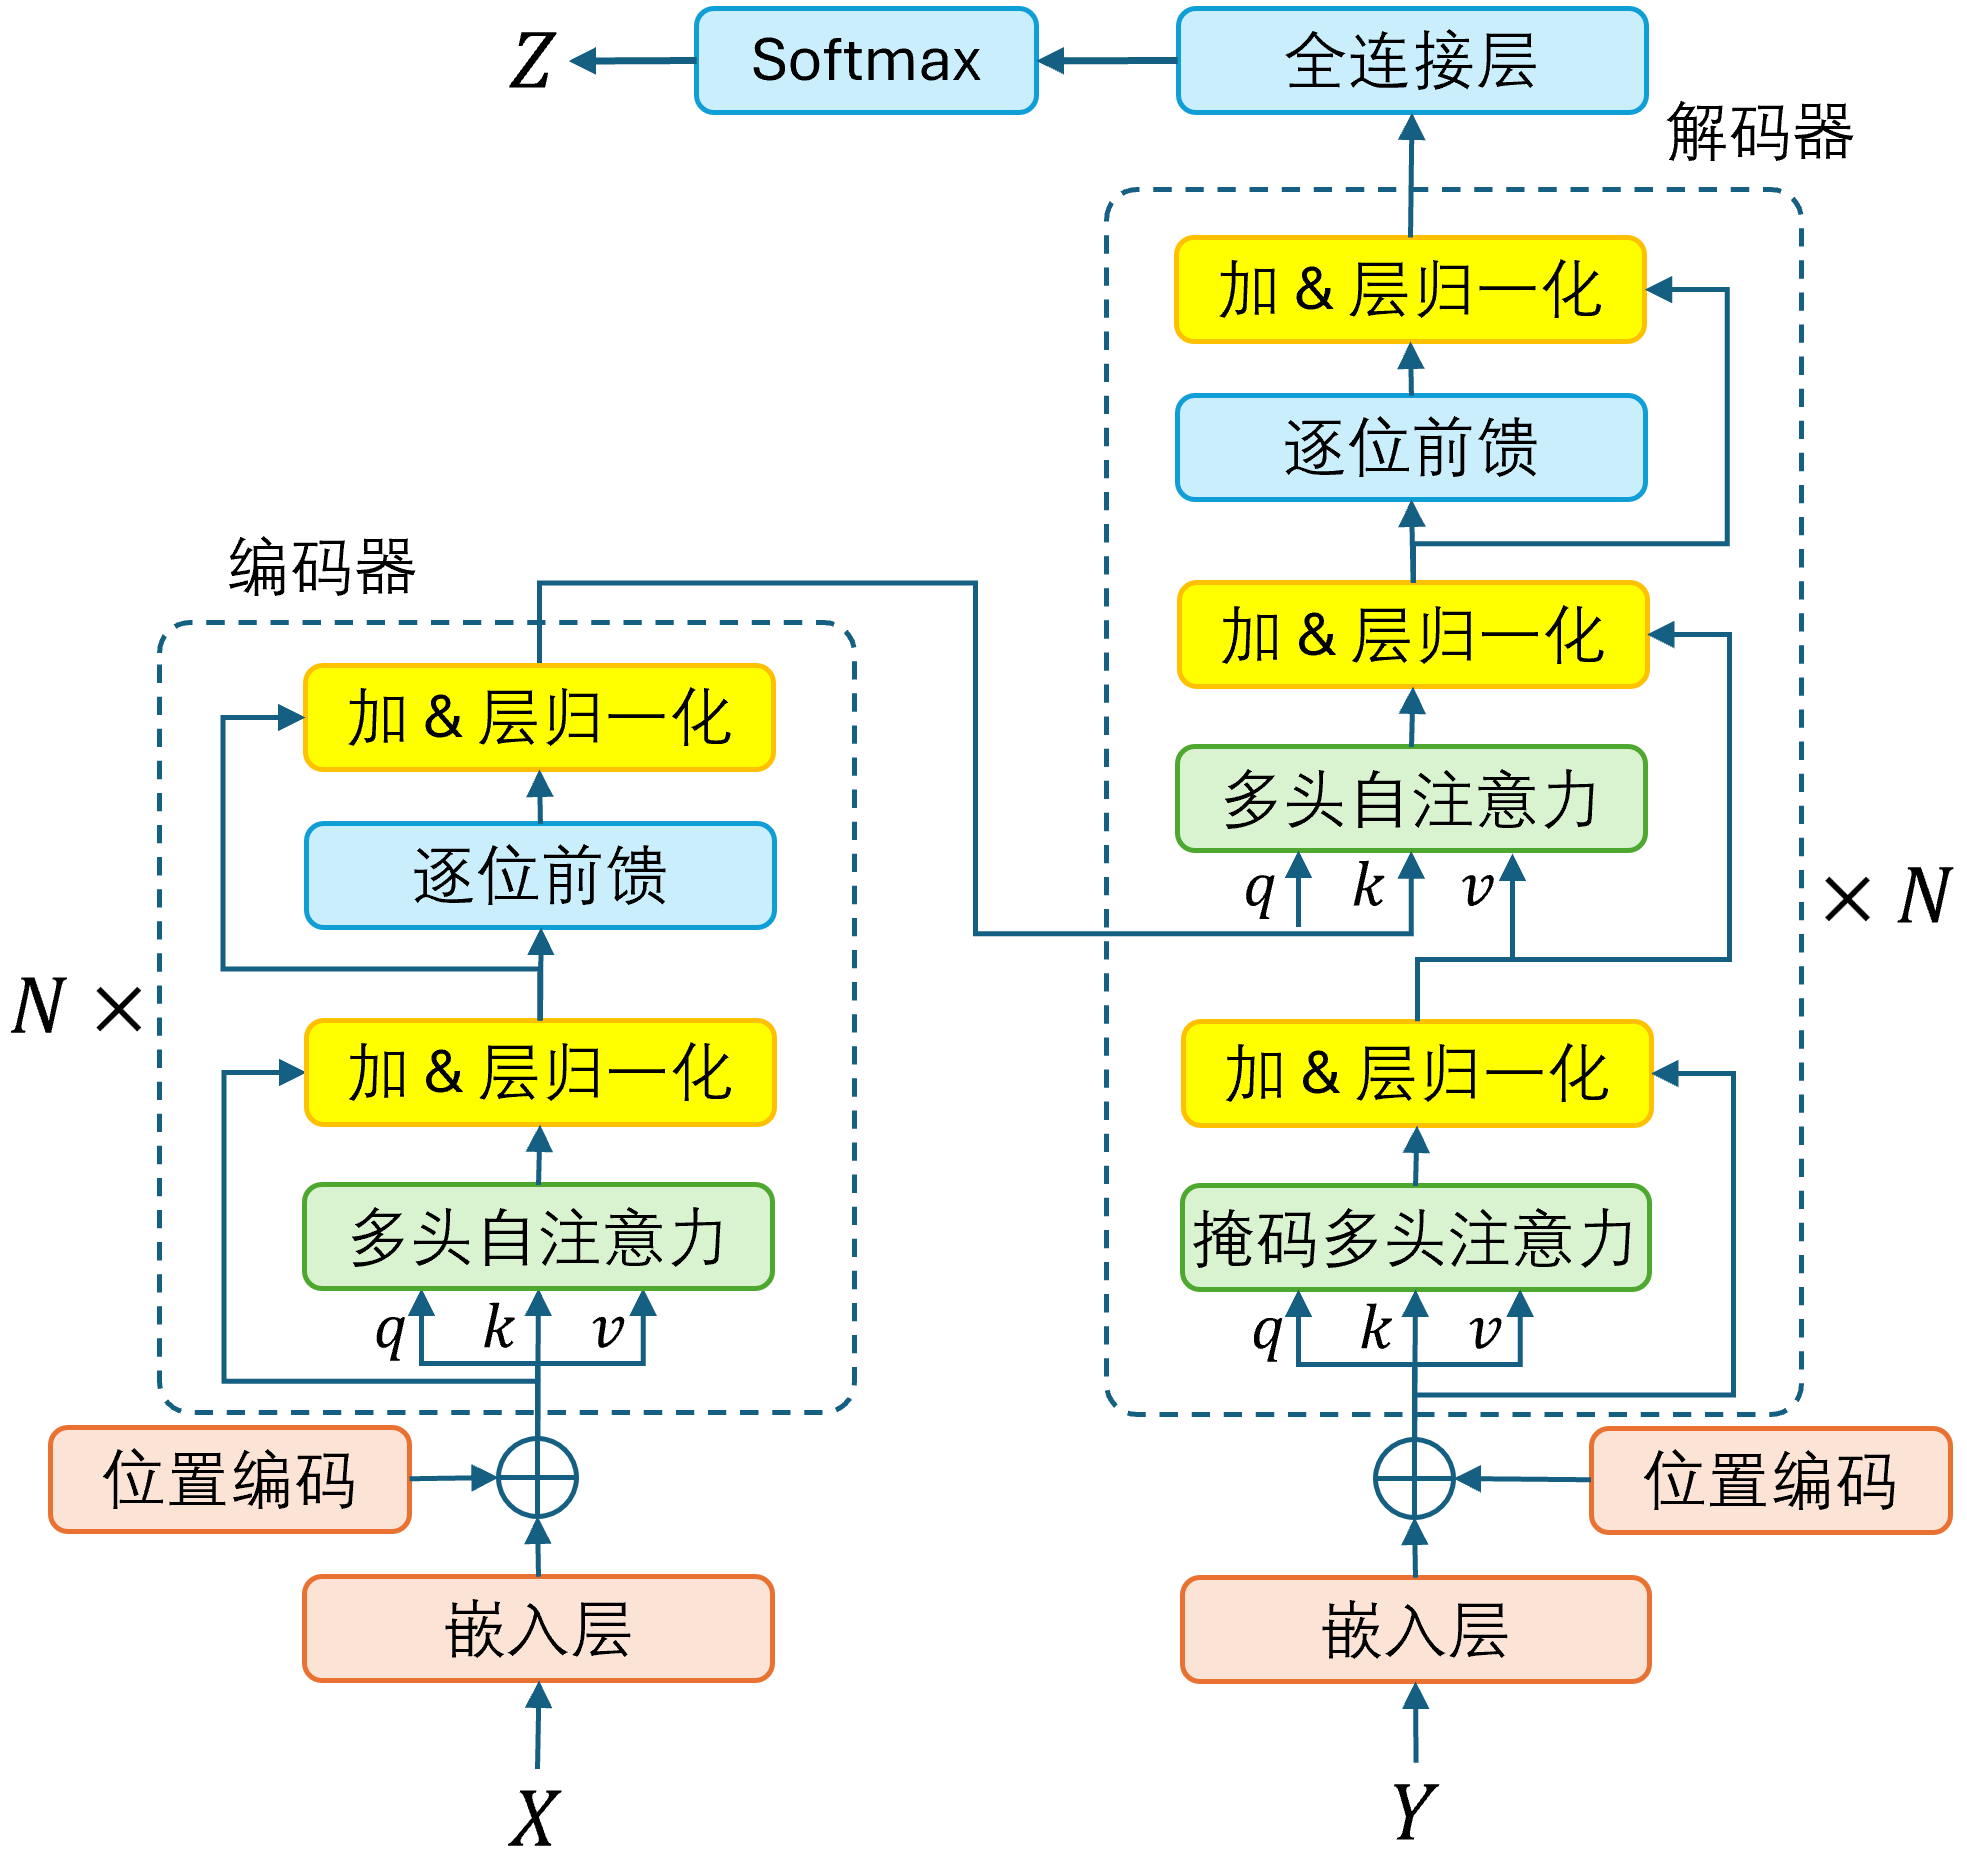 Z
Softmax
全连接层
解码器
加 & 层归一化
逐位前馈
加 & 层归一化
多头自注意力
q k v
× N
加 & 层归一化
掩码多头注意力
q k v
位置编码
嵌入层
Y
编码器
加 & 层归一化
逐位前馈
N ×
加 & 层归一化
多头自注意力
q k v
位置编码
嵌入层
X